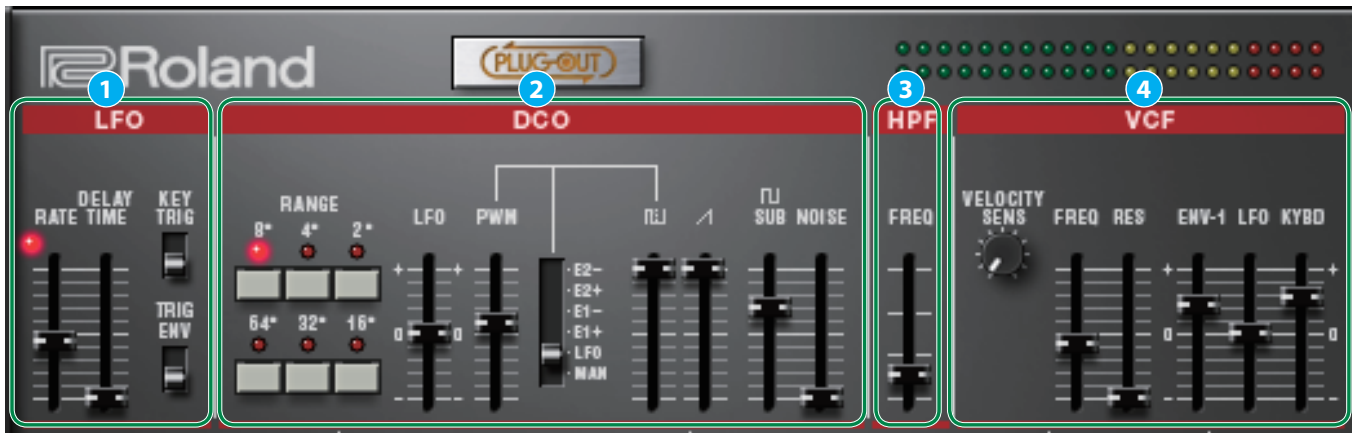 Roland
PLUG-OUT
1
2
3
4
LFO
DCO
HPF
VCF
RATE
DELAY TIME
KEY TRIG
TRIG ENV
RANGE
8'
4'
2'
64'
32'
16'
LFO
PWM
+
+
0
0
-
-
E2-
E2+
E1-
E1+
LFO
MAN
SUB
NOISE
FREQ
VELOCITY SENS
FREQ
RES
ENV-1
LFO
KYBD
+
+
0
0
-
-